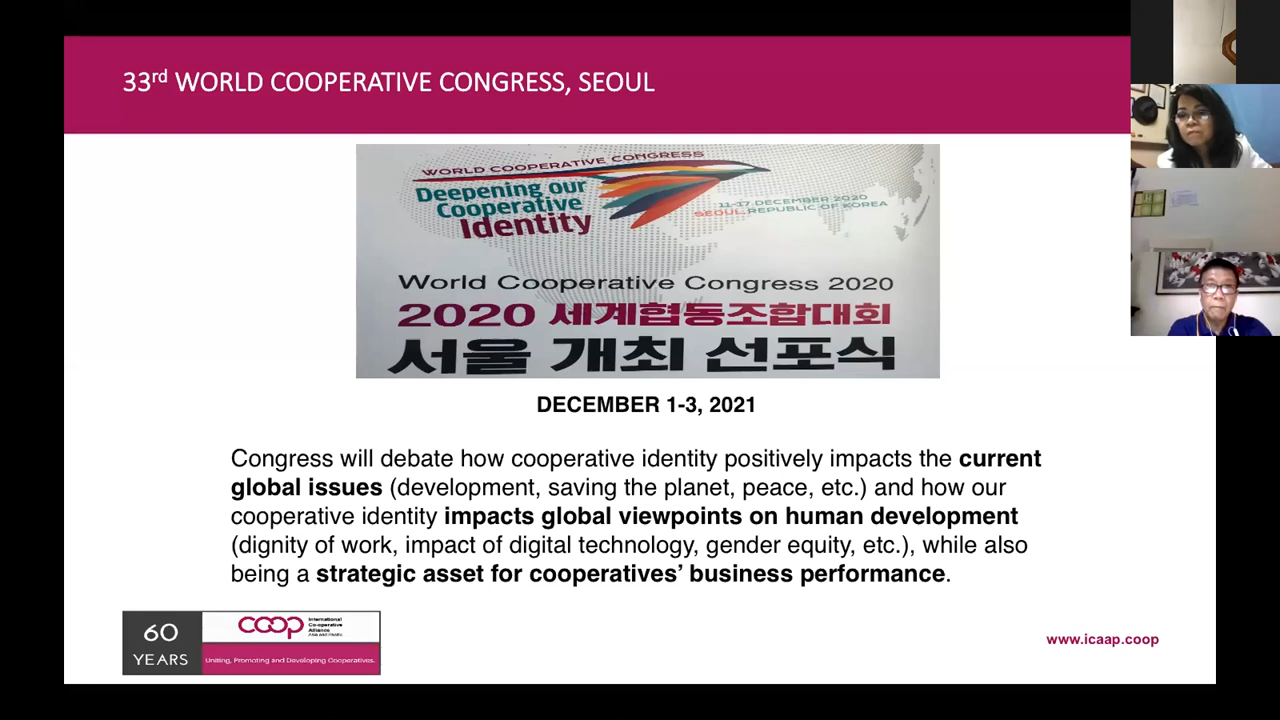 33rd WORLD COOPERATIVE CONGRESS, SEOUL
WORLD COOPERATIVE CONGRESS
Deepening our
Cooperative
Identity
11-17·DECEMBER 2020
SEOUL, REPUBLIC OF KOREA
World Cooperative Congress 2020
2020 세계협동조합대회
서울 개최 선포식
DECEMBER 1-3, 2021
Congress will debate how cooperative identity positively impacts the current
global issues (development, saving the planet, peace, etc.) and how our
cooperative identity impacts global viewpoints on human development
(dignity of work, impact of digital technology, gender equity, etc.), while also
being a strategic asset for cooperatives’ business performance.
60
YEARS
coop
International
Co-operative
Alliance
Asia and Pacific
Uniting, Promoting and Developing Cooperatives.
www.icaap.coop